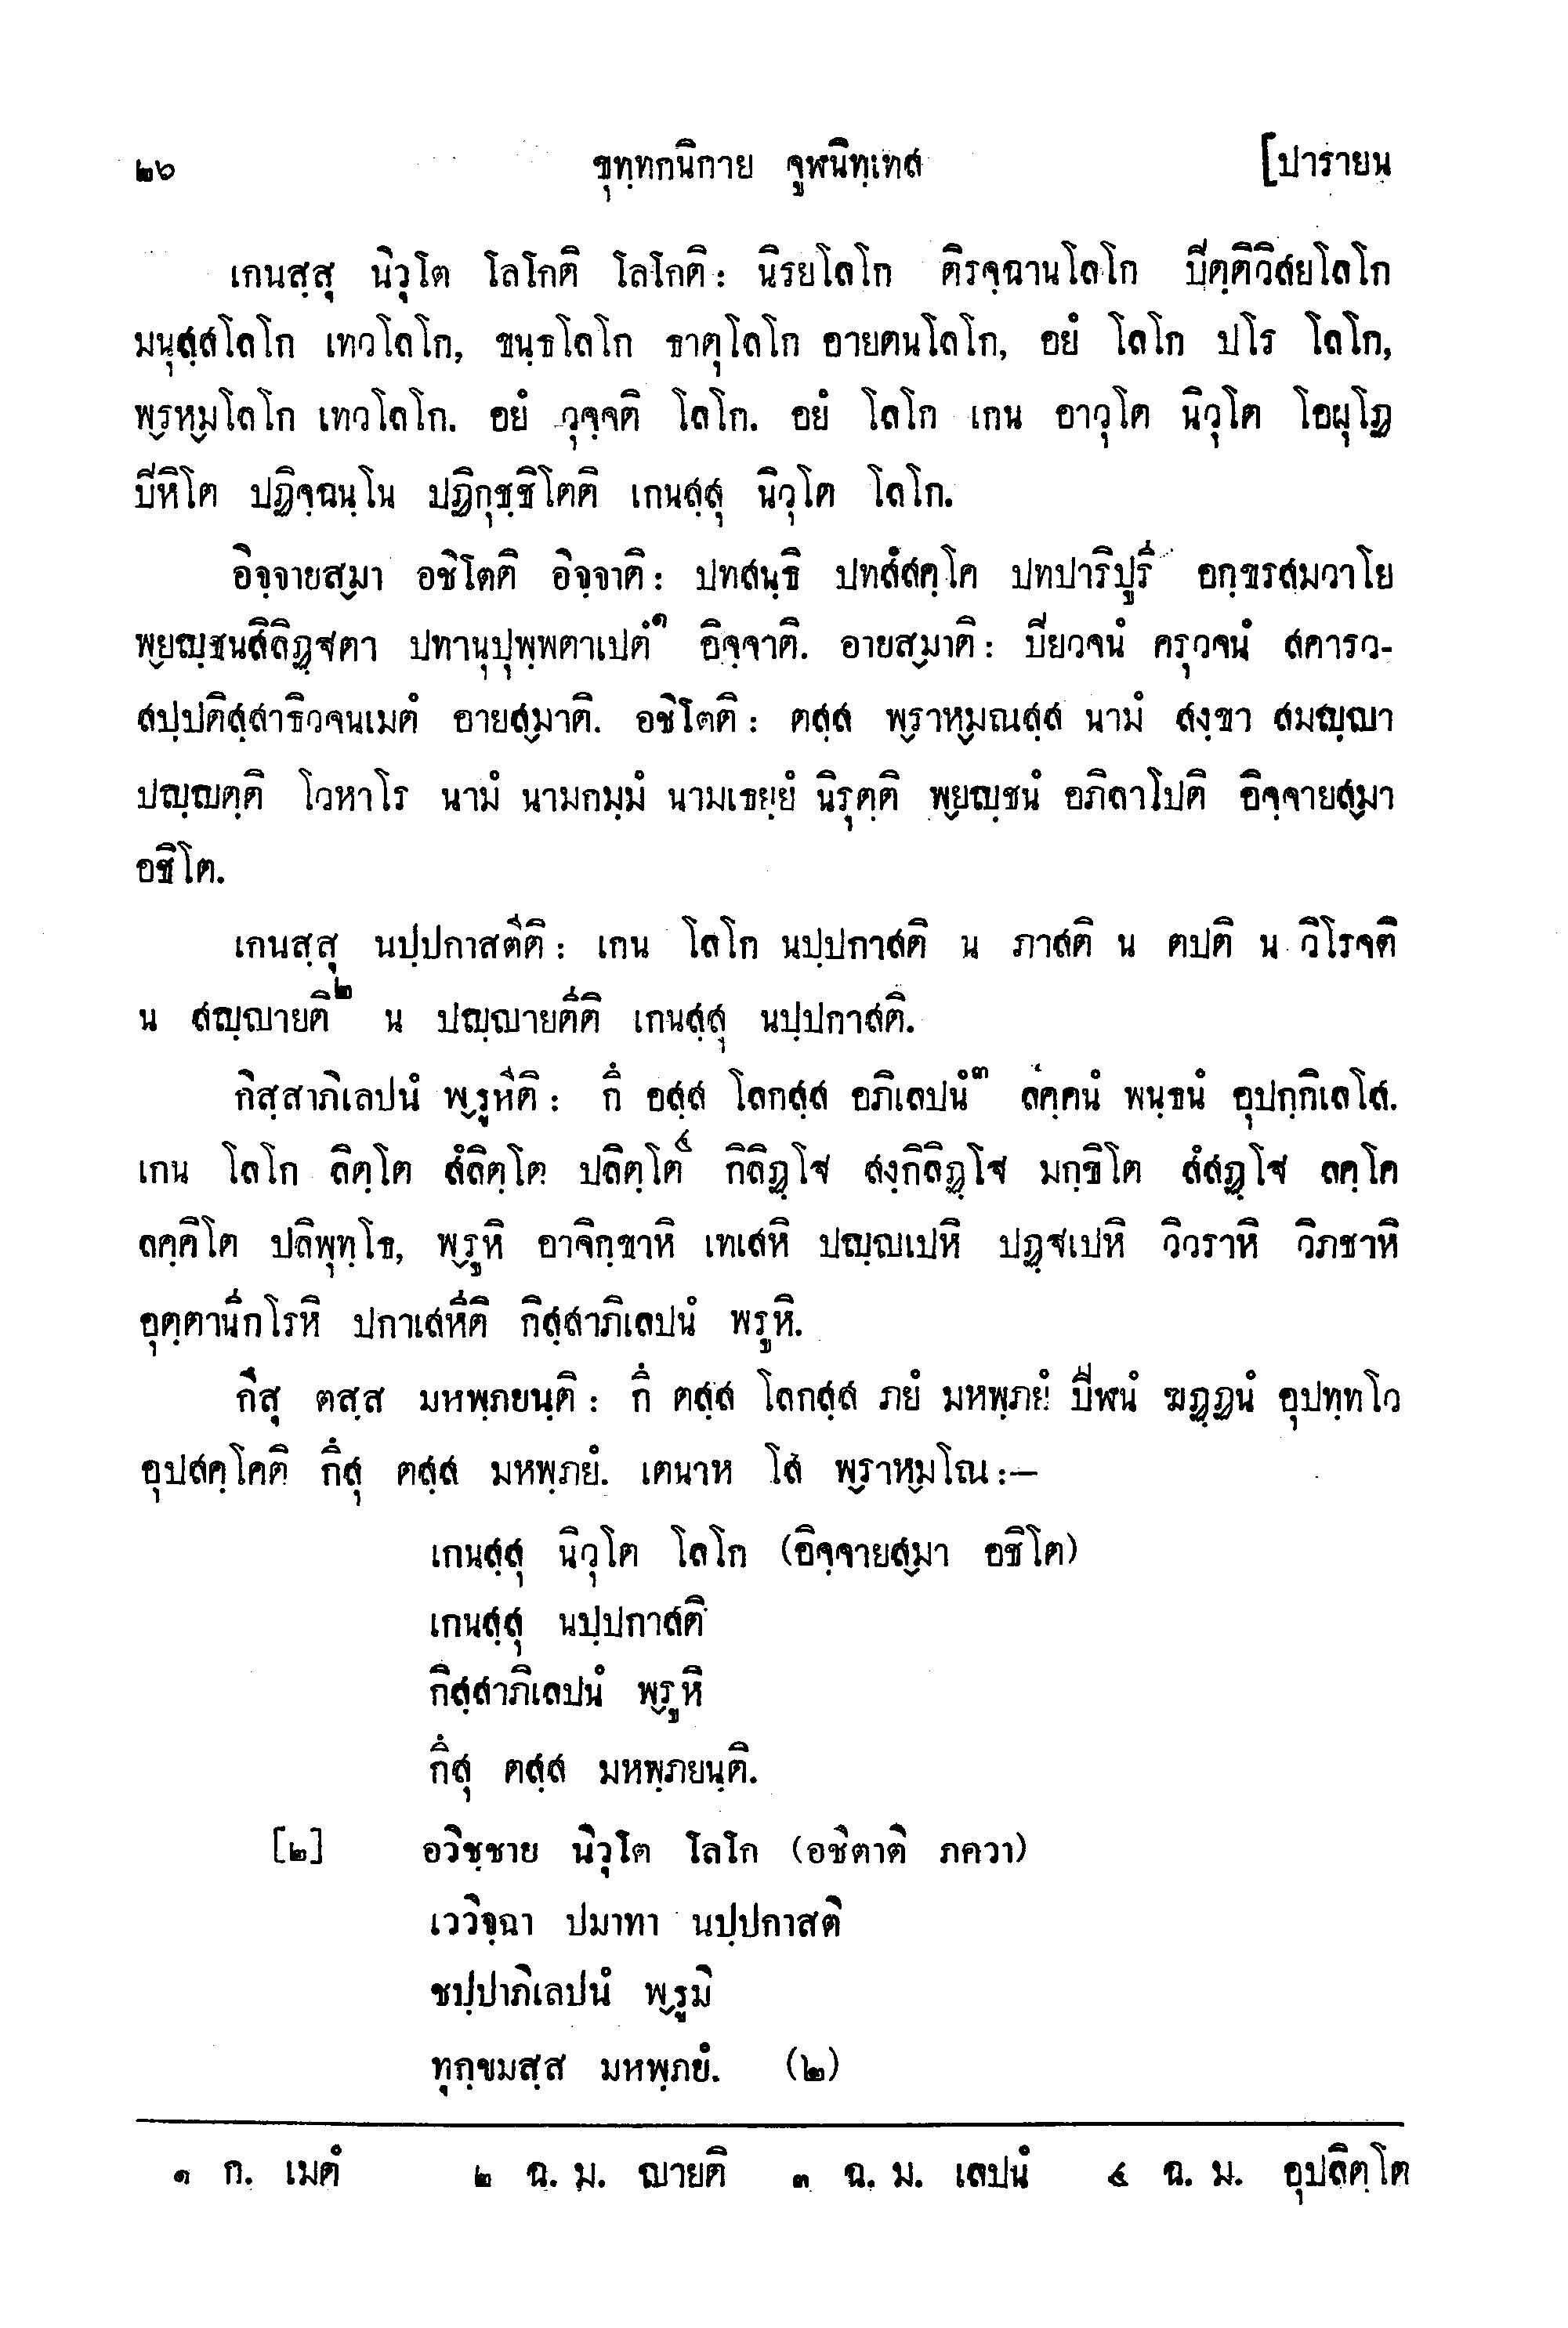 ๒๖ ขุทฺทกนิกาย จูฬนิทฺเทส [ปารายน
เกนสฺสุ นิวุโต โลโกติ โลโกติ: นิรยโลโก ติรจฺฉานโลโก ปิตฺติวิสยโลโก
มนุสฺสโลโก เทวโลโก, ขนฺธโลโก ธาตุโลโก อายตนโลโก, อยํ โลโก ปโร โลโก,
พฺรหฺมโลโก เทวโลโก. อยํ วุจฺจติ โลโก. อยํ โลโก เกน อาวุโต นิวุโต โอผุโฏ
ปิหิโต ปฏิจฺฉนฺโน ปฏิกุชฺชิโตติ เกนสฺสุ นิวุโต โลโก.
อิจฺจายสฺมา อชิโตติ อิจฺจาติ: ปทสนฺธิ ปทสํสคฺโค ปทปาริปูริ อกฺขรสมวาโย
พฺยญฺชนสิลิฏฺฐตา ปทานุปุพฺพตาเปตํ๑ อิจฺจาติ. อายสฺมาติ: ปิยวจนํ ครุวจนํ สคารว-
สปฺปติสฺสาธิวจนเมตํ อายสฺมาติ. อชิโตติ: ตสฺส พฺราหฺมณสฺส นามํ สงฺขา สมญฺญา
ปญฺญตฺติ โวหาโร นามํ นามกมฺมํ นามเธยฺยํ นิรุตฺติ พฺยญฺชนํ อภิลาโปติ อิจฺจายสฺมา
อชิโต.
เกนสฺสุ นปฺปกาสตีติ: เกน โลโก นปฺปกาสติ น ภาสติ น ตปติ น วิโรจติ
น สญฺญายติ๒ น ปญฺญายตีติ เกนสฺสุ นปฺปกาสติ.
กิสฺสาภิเลปนํ พฺรูหีติ: กึ อสฺส โลกสฺส อภิเลปนํ๓ ลคฺคนํ พนฺธนํ อุปกฺกิเลโส.
เกน โลโก ลิตฺโต สํลิตฺโต ปลิตฺโต๔ กิลิฏฺโฐ สงฺกิลิฏฺโฐ มกฺขิโต สํสฏฺโฐ ลคฺโค
ลคฺคิโต ปลิพุทฺโธ, พฺรูหิ อาจิกฺขาหิ เทเสหิ ปญฺญเปหิ ปฏฺฐเปหิ วิวราหิ วิภชาหิ
อุตฺตานีกโรหิ ปกาเสหีติ กิสฺสาภิเลปนํ พรูหิ.
กึสุ ตสฺส มหพฺภยนฺติ: กึ ตสฺส โลกสฺส ภยํ มหพฺภยํ ปีฬนํ ฆฏฺฏนํ อุปทฺทโว
อุปสคฺโคติ กึสุ ตสฺส มหพฺภยํ. เตนาห โส พฺราหฺมโณ:—
เกนสฺสุ นิวุโต โลโก (อิจฺจายสฺมา อชิโต)
เกนสฺสุ นปฺปกาสติ
กิสฺสาภิเลปนํ พฺรูหิ
กึสุ ตสฺส มหพฺภยนฺติ.
[๒] อวิชฺชาย นิวุโต โลโก (อชิตาติ ภควา)
เววิจฺฉา ปมาทา นปฺปกาสติ
ชปฺปาภิเลปนํ พฺรูมิ
ทุกฺขมสฺส มหพฺภยํ. (๒)
๑ ก. เมตํ ๒ ฉ. ม. ญายติ ๓ ฉ. ม. เลปนํ ๔ ฉ. ม. อุปลิตฺโต